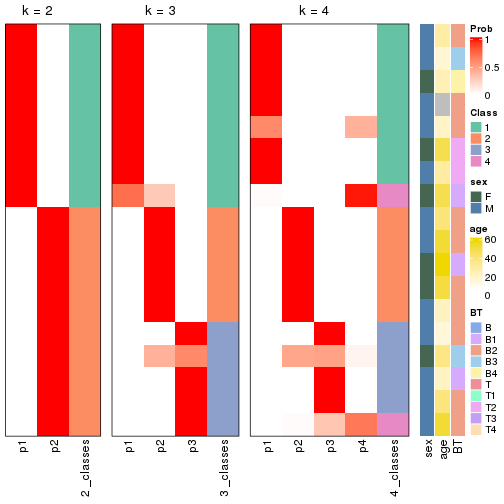 k = 2
k = 3
k = 4
p1
p2
2_classes
p1
p2
p3
3_classes
p1
p2
p3
p4
4_classes
sex
age
BT
Prob
1
0.5
0
Class
1
2
3
4
sex
F
M
age
60
40
20
0
BT
B
B1
B2
B3
B4
T
T1
T2
T3
T4